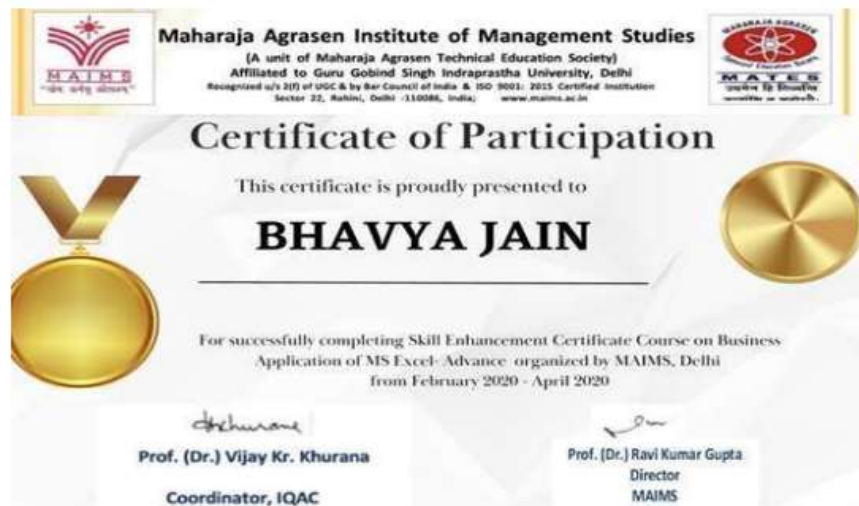 Maharaja Agrasen Institute of Management Studies
(A unit of Maharaja Agrasen Technical Education Society)
Affiliated to Guru Gobind Singh Indraprastha University, Delhi
Recognized u/s 2(f) of UGC & by Bar Council of India & ISO 9001: 2015 Certified Institution
Sector 22, Rohini, Delhi -110086, India; www.maims.ac.in
MAIMS
MAHARAJA AGRASEN
MATES
Certificate of Participation
This certificate is proudly presented to
BHAVYA JAIN
For successfully completing Skill Enhancement Certificate Course on Business
Application of MS Excel- Advance organized by MAIMS, Delhi
from February 2020 - April 2020
Prof. (Dr.) Vijay Kr. Khurana
Coordinator, IQAC
Prof. (Dr.) Ravi Kumar Gupta
Director
MAIMS